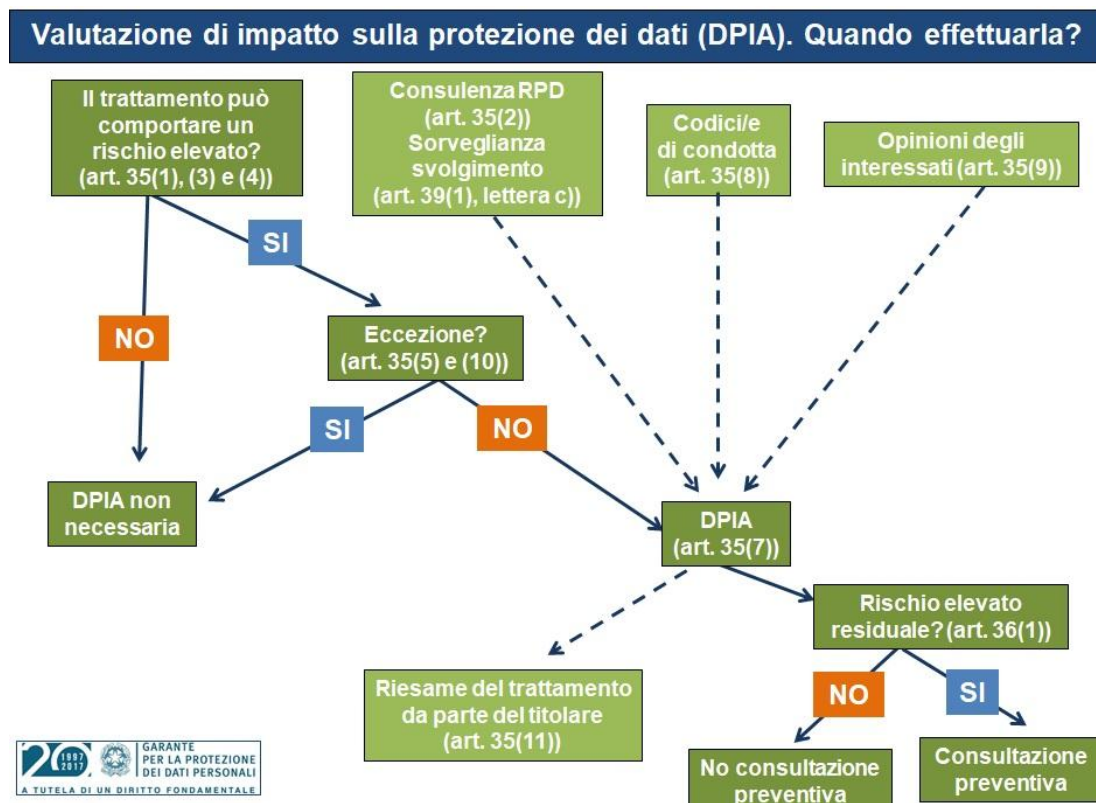 Valutazione di impatto sulla protezione dei dati (DPIA). Quando effettuarla?
Il trattamento può
comportare un
rischio elevato?
(art. 35(1), (3) e (4))
Consulenza RPD
(art. 35(2))
Sorveglianza
svolgimento
(art. 39(1), lettera c))
Codici/e
di condotta
(art. 35(8))
Opinioni degli
interessati (art. 35(9))
SI
NO
Eccezione?
(art. 35(5) e (10))
SI
NO
DPIA non
necessaria
DPIA
(art. 35(7))
Rischio elevato
residuale? (art. 36(1))
Riesame del trattamento
da parte del titolare
(art. 35(11))
NO
SI
No consultazione
preventiva
Consultazione
preventiva
20 1997
2017
GARANTE
PER LA PROTEZIONE
DEI DATI PERSONALI
A TUTELA DI UN DIRITTO FONDAMENTALE